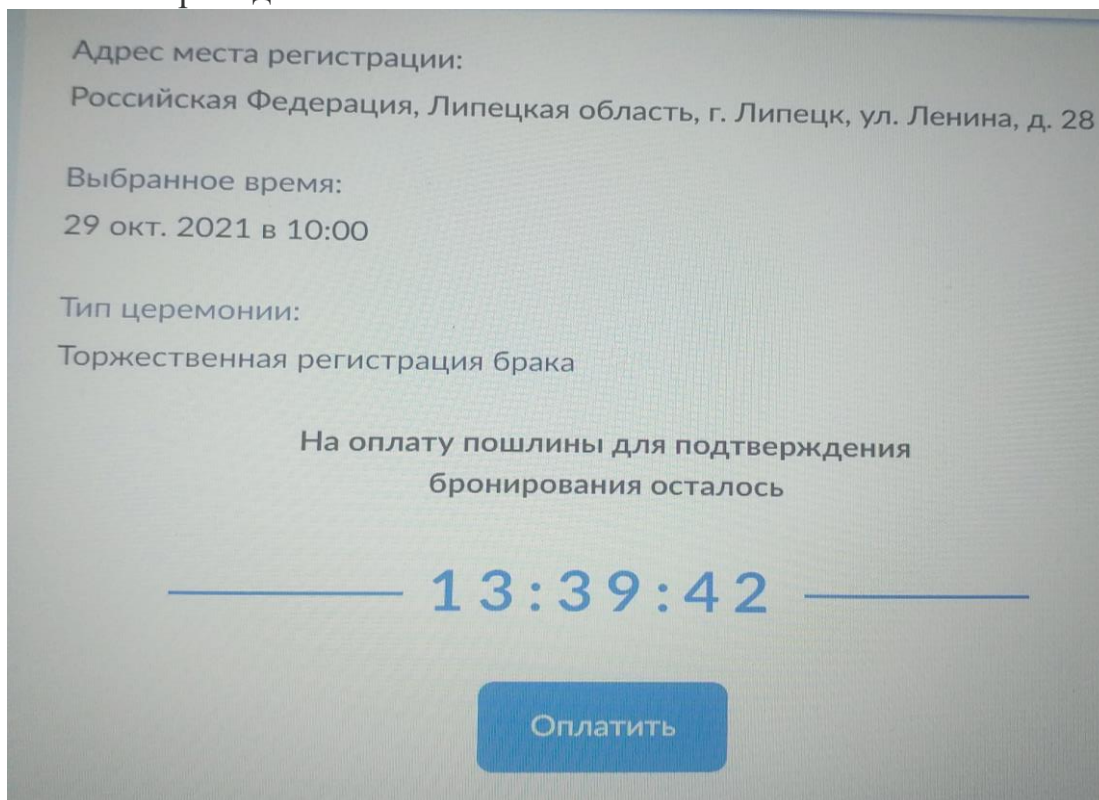 Адрес места регистрации:
Российская Федерация, Липецкая область, г. Липецк, ул. Ленина, д. 28
Выбранное время:
29 окт. 2021 в 10:00
Тип церемонии:
Торжественная регистрация брака
На оплату пошлины для подтверждения
бронирования осталось
13:39:42
Оплатить